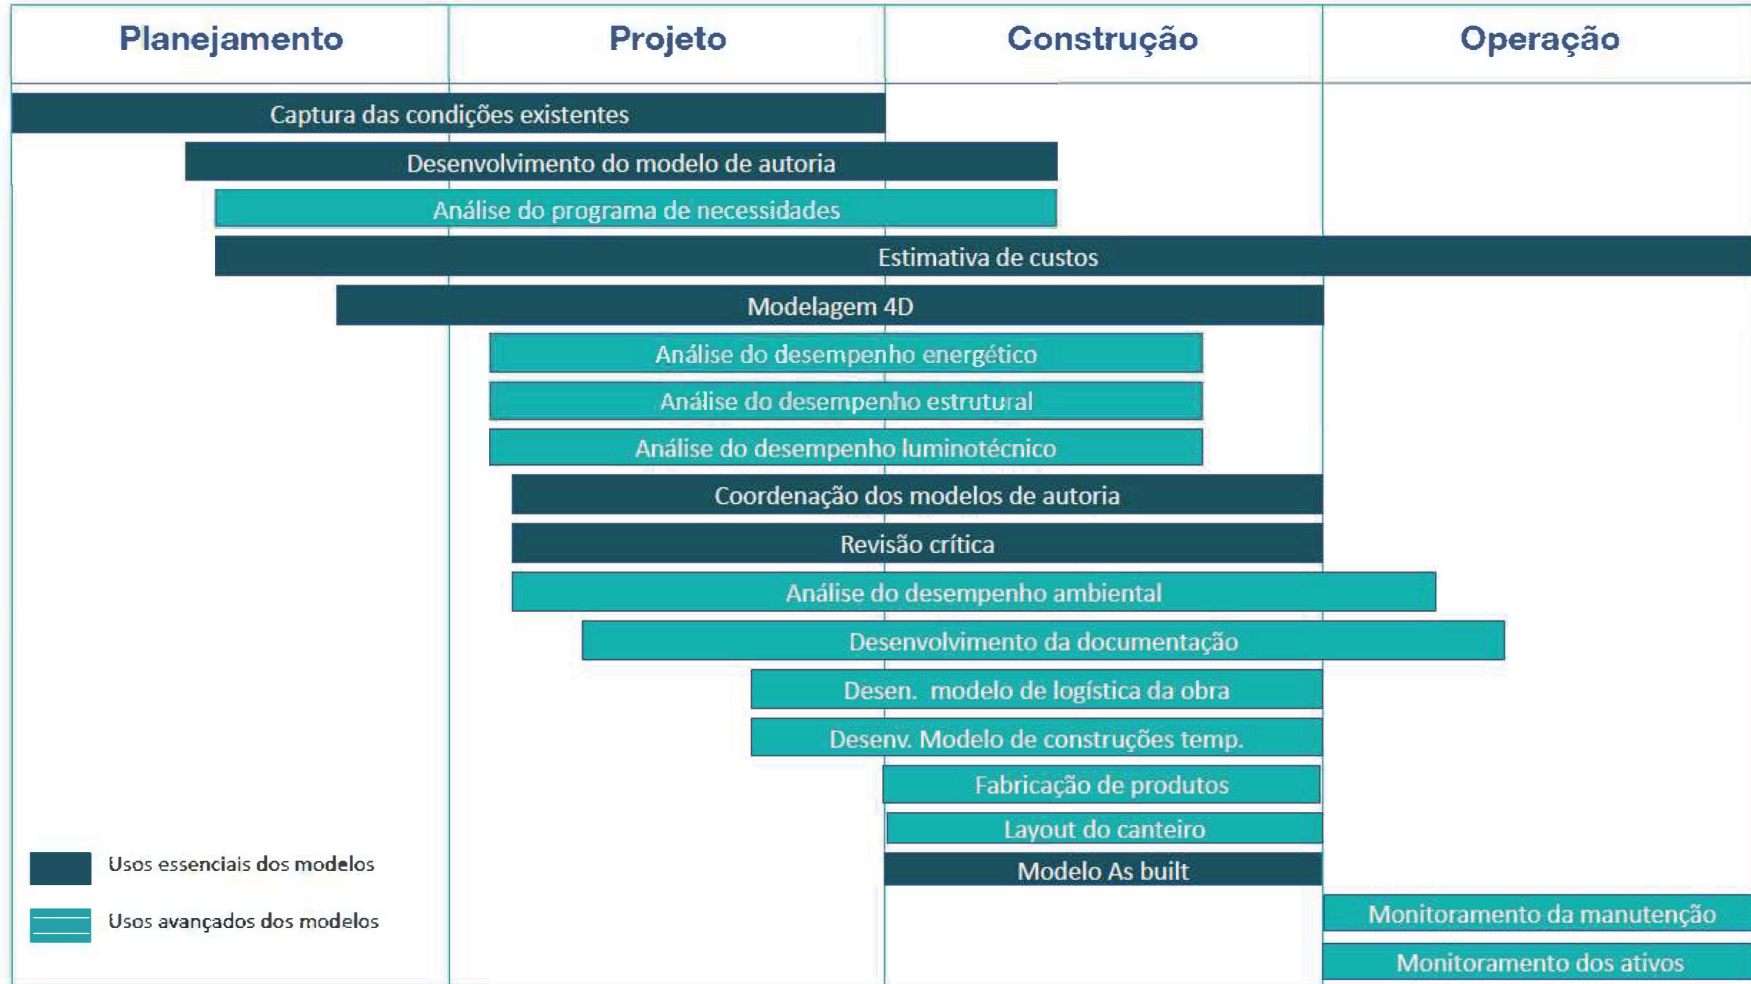 Planejamento Projeto Construção Operação
Captura das condições existentes
Desenvolvimento do modelo de autoria
Análise do programa de necessidades
Estimativa de custos
Modelagem 4D
Análise do desempenho energético
Análise do desempenho estrutural
Análise do desempenho luminotécnico
Coordenação dos modelos de autoria
Revisão crítica
Análise do desempenho ambiental
Desenvolvimento da documentação
Desen. modelo de logística da obra
Desenv. Modelo de construções temp.
Fabricação de produtos
Layout do canteiro
Modelo As built
Usos essenciais dos modelos
Usos avançados dos modelos
Monitoramento da manutenção
Monitoramento dos ativos